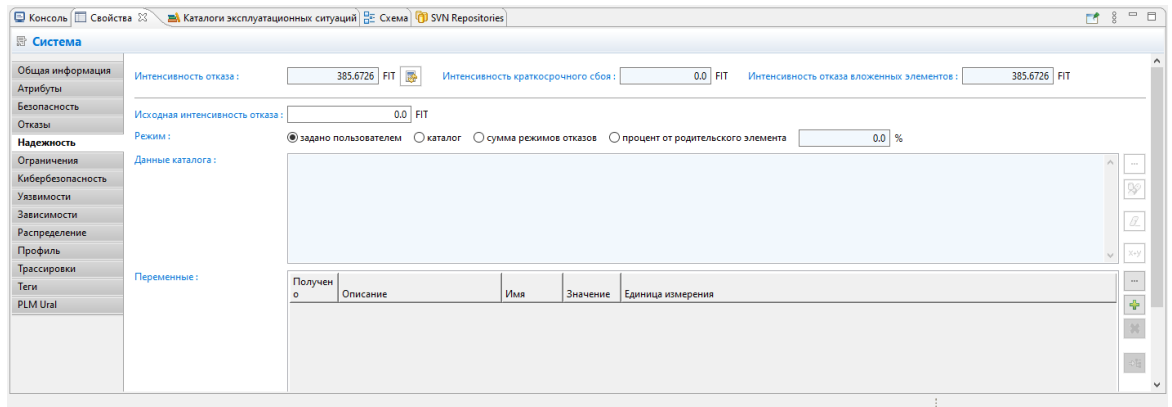 Консоль Свойства Каталоги эксплуатационных ситуаций Схема SVN Repositories
Система
Общая информация
Атрибуты
Безопасность
Отказы
Надежность
Ограничения
Кибербезопасность
Уязвимости
Зависимости
Распределение
Профиль
Трассировки
Теги
PLM Ural
Интенсивность отказа : 385.6726 FIT Интенсивность краткосрочного сбоя : 0.0 FIT Интенсивность отказа вложенных элементов : 385.6726 FIT
Исходная интенсивность отказа : 0.0 FIT
Режим : задано пользователем каталог сумма режимов отказов процент от родительского элемента 0.0 %
Данные каталога :
...
x=y
Переменные :
Получен
о Описание Имя Значение Единица измерения
...